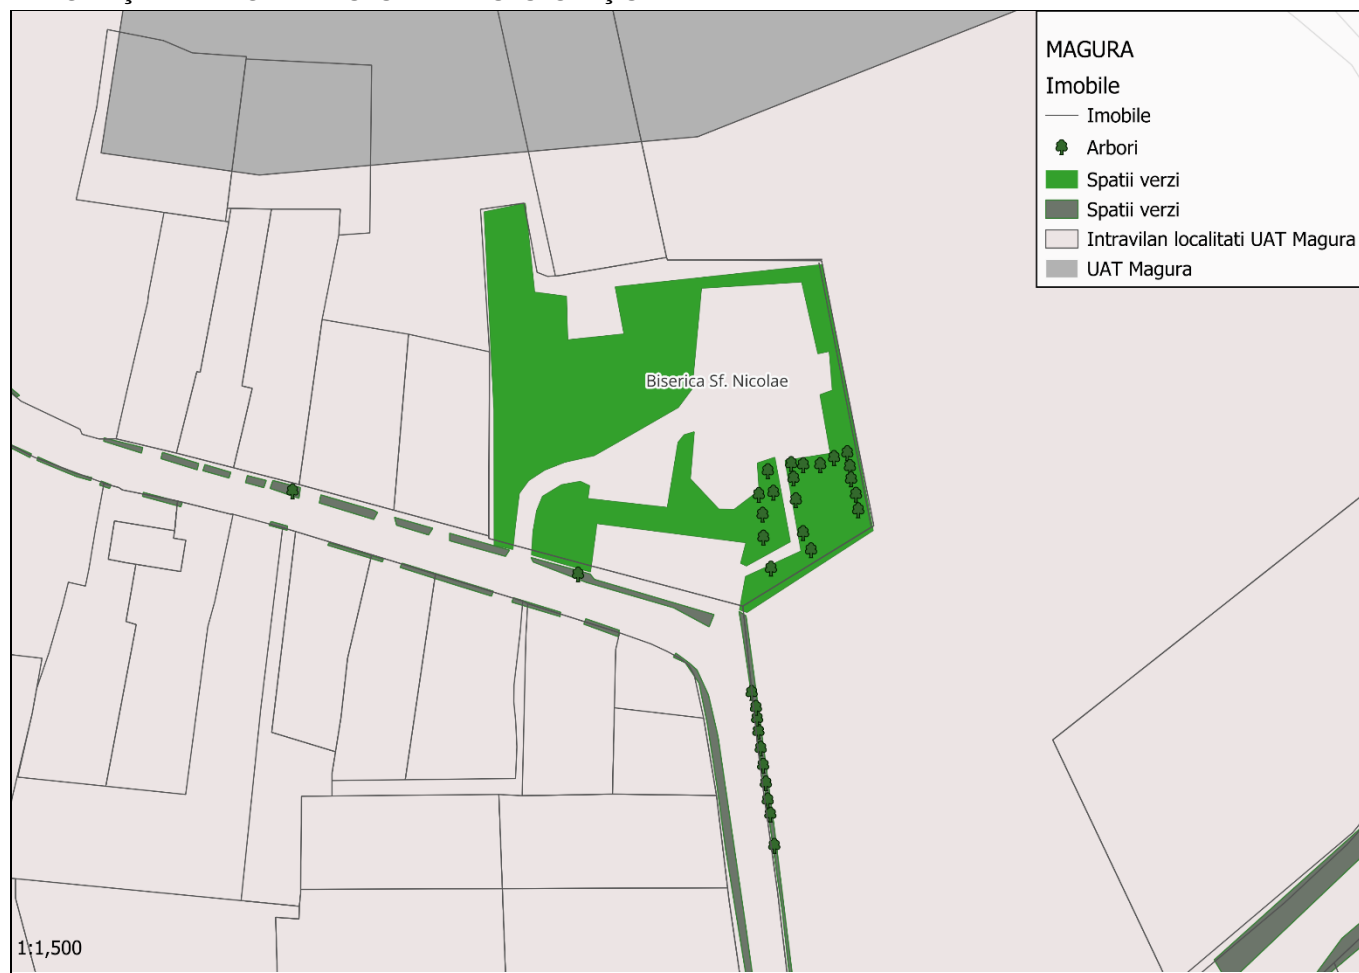 MAGURA
Imobile
Imobile
Arbori
Spatii verzi
Spatii verzi
Intravilan localitati UAT Magura
UAT Magura
Biserica Sf. Nicolae
1:1,500